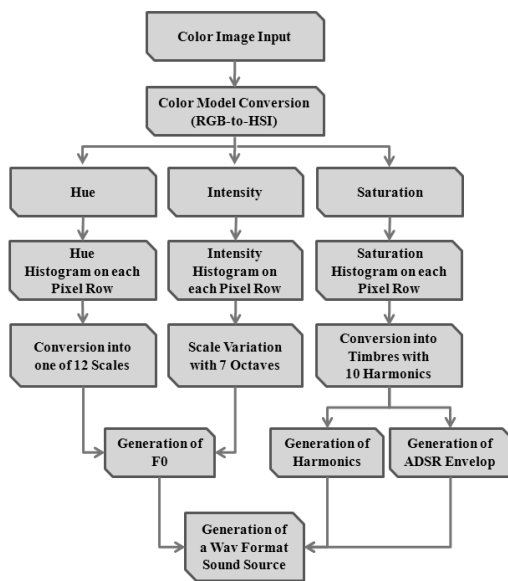 Color Image Input
Color Model Conversion
(RGB-to-HSI)
Hue
Intensity
Saturation
Hue
Histogram on each
Pixel Row
Intensity
Histogram on
each Pixel Row
Saturation
Histogram on each
Pixel Row
Conversion into
one of 12 Scales
Scale Variation
with 7 Octaves
Conversion into
Timbres with
10 Harmonics
Generation of
F0
Generation of
Harmonics
Generation of
ADSR Envelop
Generation of
a Wav Format
Sound Source